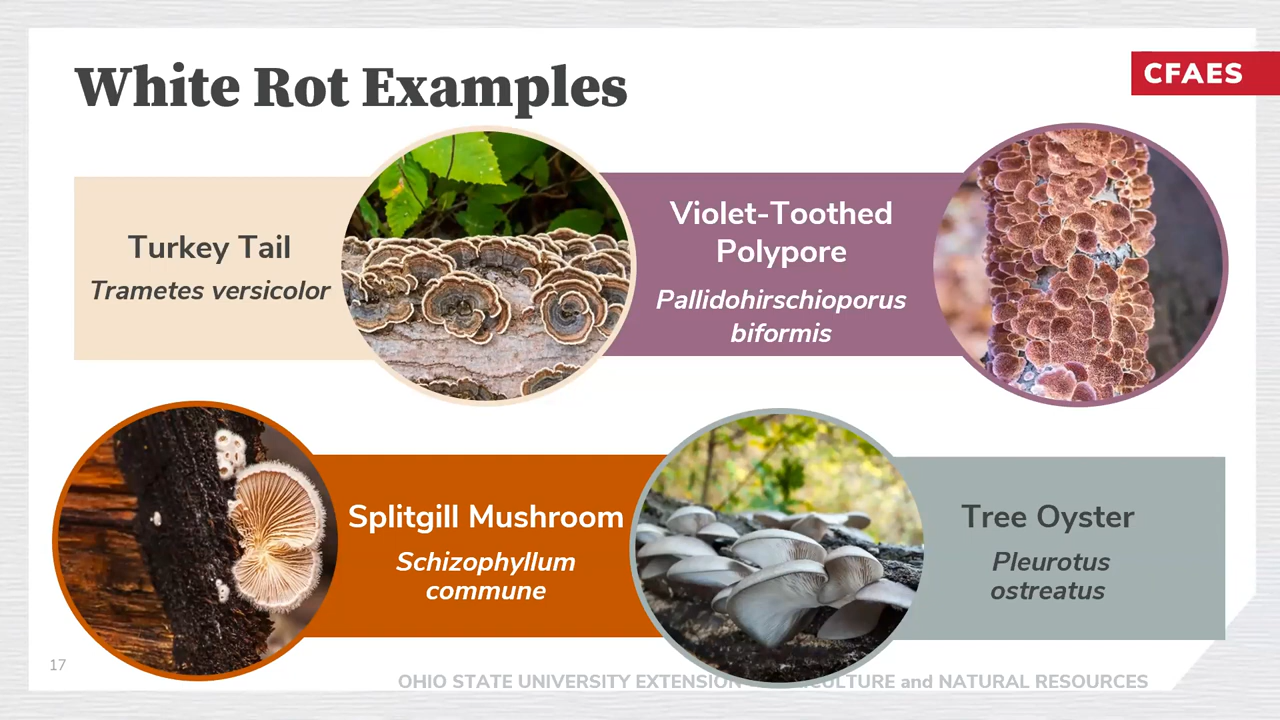 White Rot Examples
CFAES
Turkey Tail
Trametes versicolor
Violet-Toothed
Polypore
Pallidohirschioporus
biformis
Splitgill Mushroom
Schizophyllum
commune
Tree Oyster
Pleurotus
ostreatus
17
OHIO STATE UNIVERSITY EXTENSION and NATURAL RESOURCES